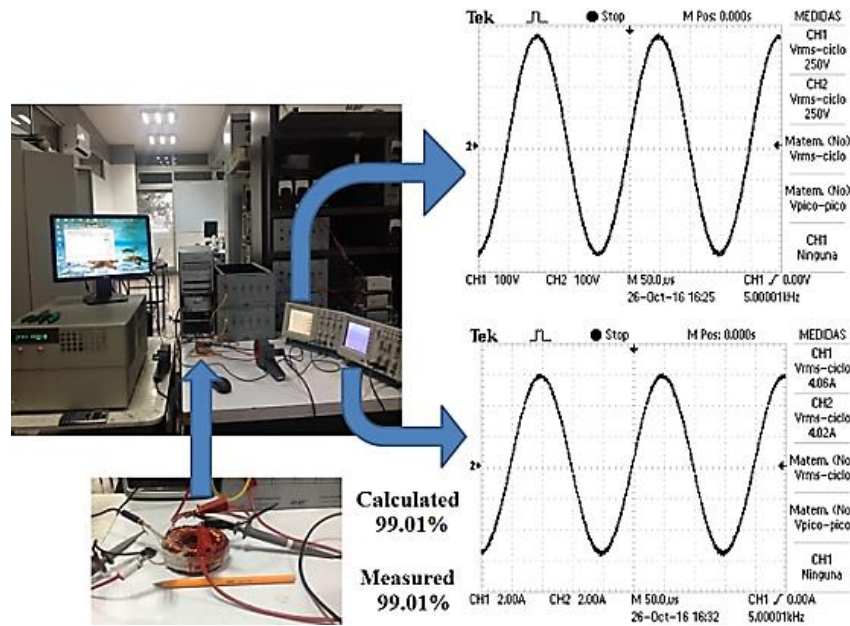 Tek
Stop
M Pos: 0.000s
MEDIDAS
CH1
Vrms-ciclo
250V
CH2
Vrms-ciclo
250V
Matem. (No)
Vrms-ciclo
Matem. (No)
Vpico-pico
CH1
Ninguna
2
CH1 100V CH2 100V M 50.0µs CH1 ∫ 0.00V
26-Oct-16 16:25 5.00001kHz
Tek
Stop
M Pos: 0.000s
MEDIDAS
CH1
Vrms-ciclo
4.06A
CH2
Vrms-ciclo
4.02A
Matem. (No)
Vrms-ciclo
Matem. (No)
Vpico-pico
CH1
Ninguna
2
CH1 2.00A CH2 2.00A M 50.0µs CH1 ∫ 0.00A
26-Oct-16 16:32 5.00001kHz
Calculated
99.01%
Measured
99.01%